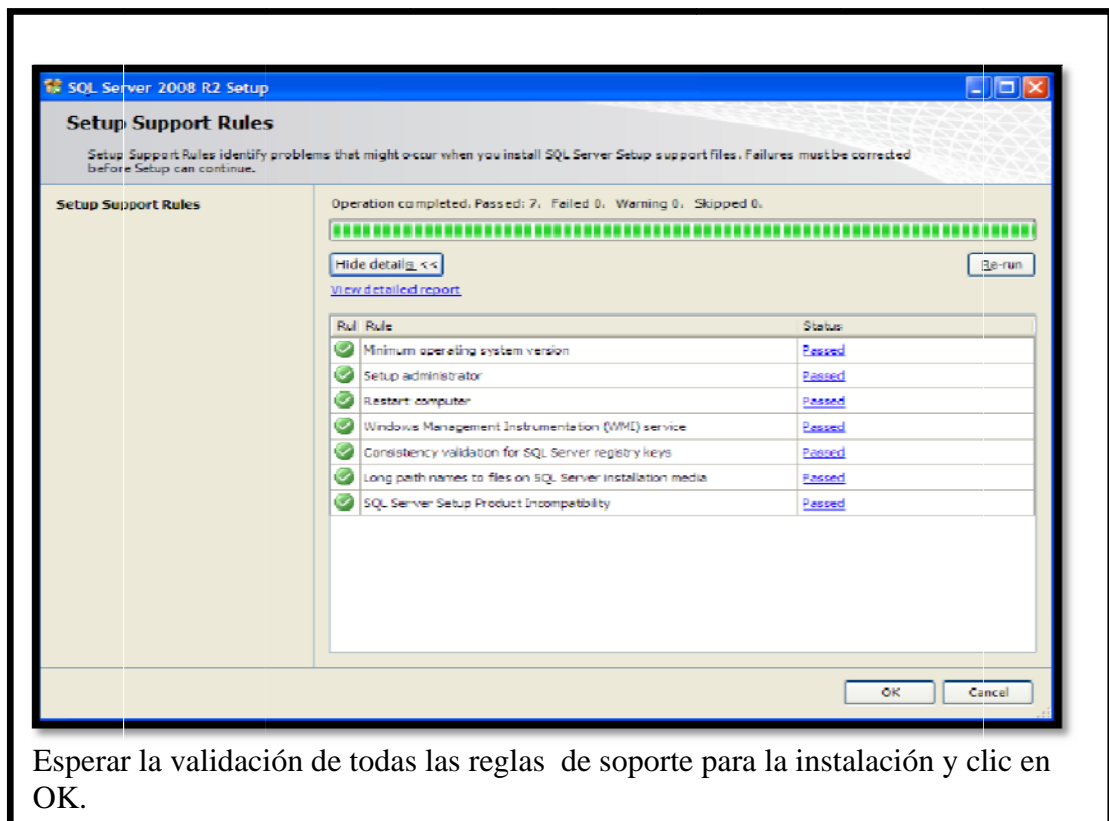 SQL Server 2008 R2 Setup
Setup Support Rules
Setup Support Rules identify problems that might occur when you install SQL Server Setup support files. Failures must be corrected
before Setup can continue.
Setup Support Rules
Operation completed. Passed: 7. Failed 0. Warning 0. Skipped 0.
Hide details <<
Re-run
View detailed report
Rul Rule Status
Minimum operating system version Passed
Setup administrator Passed
Restart computer Passed
Windows Management Instrumentation (WMI) service Passed
Consistency validation for SQL Server registry keys Passed
Long path names to files on SQL Server installation media Passed
SQL Server Setup Product Incompatibility Passed
OK Cancel
Esperar la validación de todas las reglas de soporte para la instalación y clic en
OK.